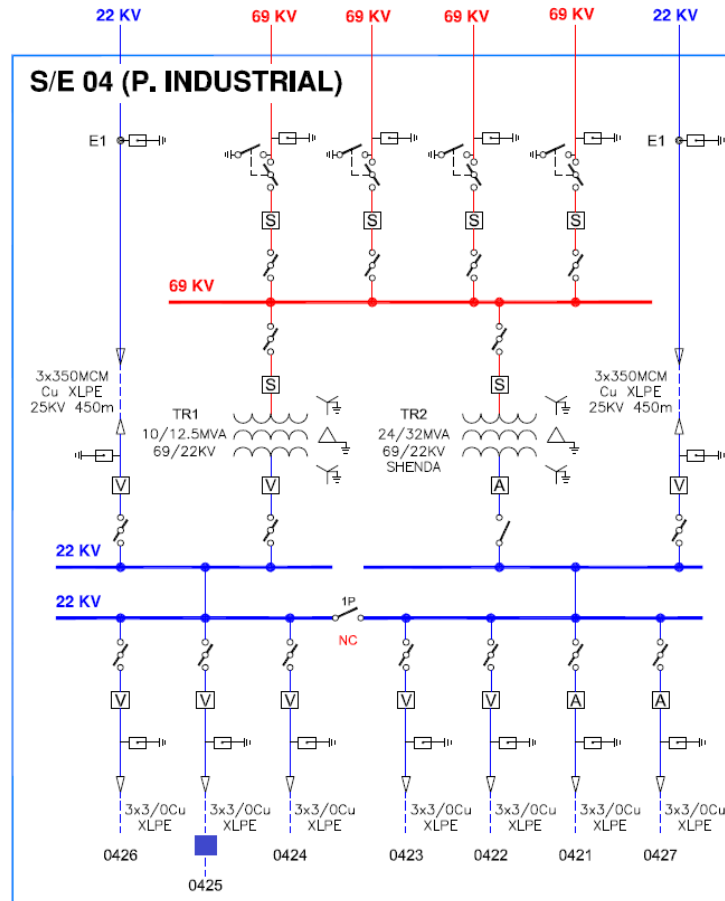 22 KV
69 KV
69 KV
69 KV
69 KV
22 KV
S/E 04 (P. INDUSTRIAL)
E1
E1
S
S
S
S
69 KV
3x350MCM
Cu XLPE
25KV 450m
S
TR1
10/12.5MVA
69/22KV
S
TR2
24/32MVA
69/22KV
SHENDA
3x350MCM
Cu XLPE
25KV 450m
V
V
A
V
22 KV
22 KV
1P
NC
V
V
V
V
V
A
A
3x3/0Cu
XLPE
3x3/0Cu
XLPE
3x3/0Cu
XLPE
3x3/0Cu
XLPE
3x3/0Cu
XLPE
3x3/0Cu
XLPE
3x3/0Cu
XLPE
0426
0425
0424
0423
0422
0421
0427